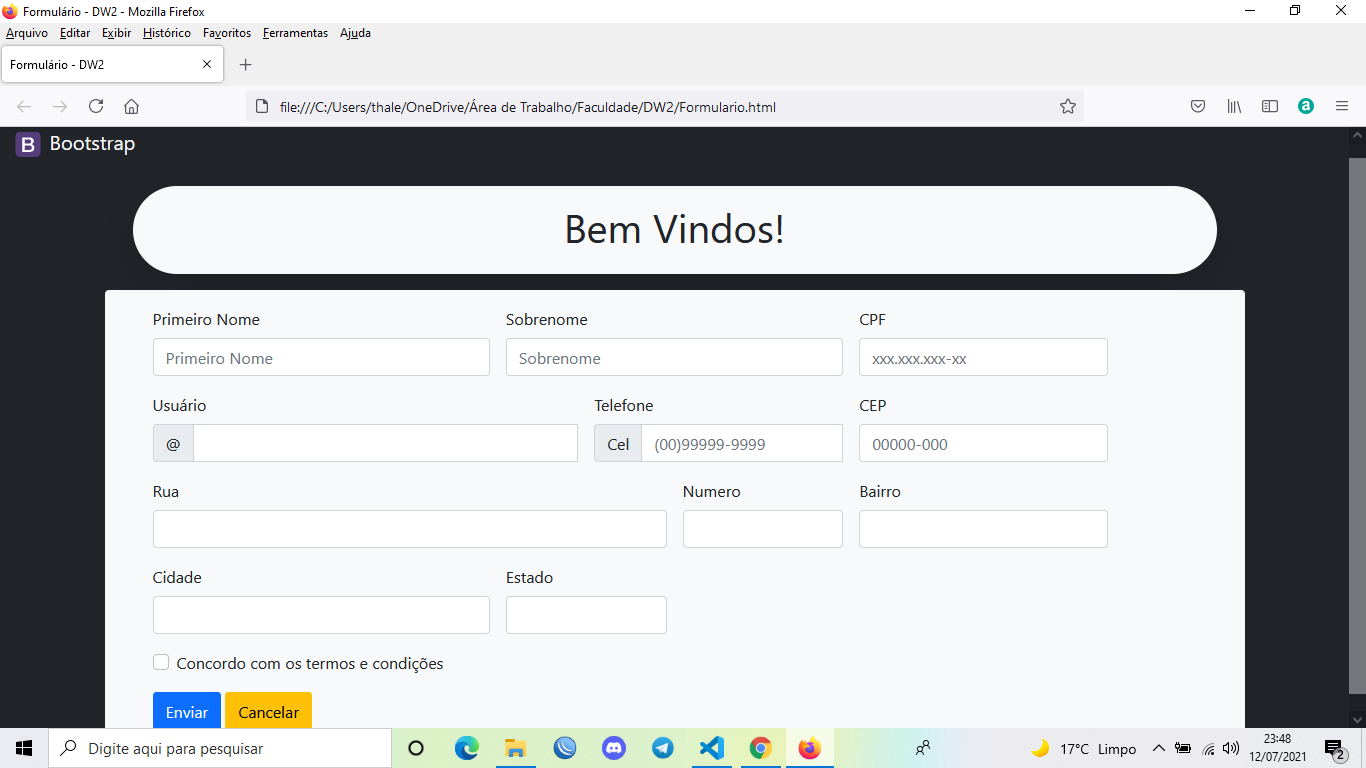 Formulário - DW2 - Mozilla Firefox
Arquivo Editar Exibir Histórico Favoritos Ferramentas Ajuda
Formulário - DW2
file:///C:/Users/thale/OneDrive/Área de Trabalho/Faculdade/DW2/Formulario.html
a
B Bootstrap
Bem Vindos!
Primeiro Nome Sobrenome CPF
Primeiro Nome Sobrenome xxx.xxx.xxx-xx
Usuário Telefone CEP
@ Cel (00)99999-9999 00000-000
Rua Numero Bairro
Cidade Estado
Concordo com os termos e condições
Enviar Cancelar
Digite aqui para pesquisar 17°C Limpo 23:48
12/07/2021 2